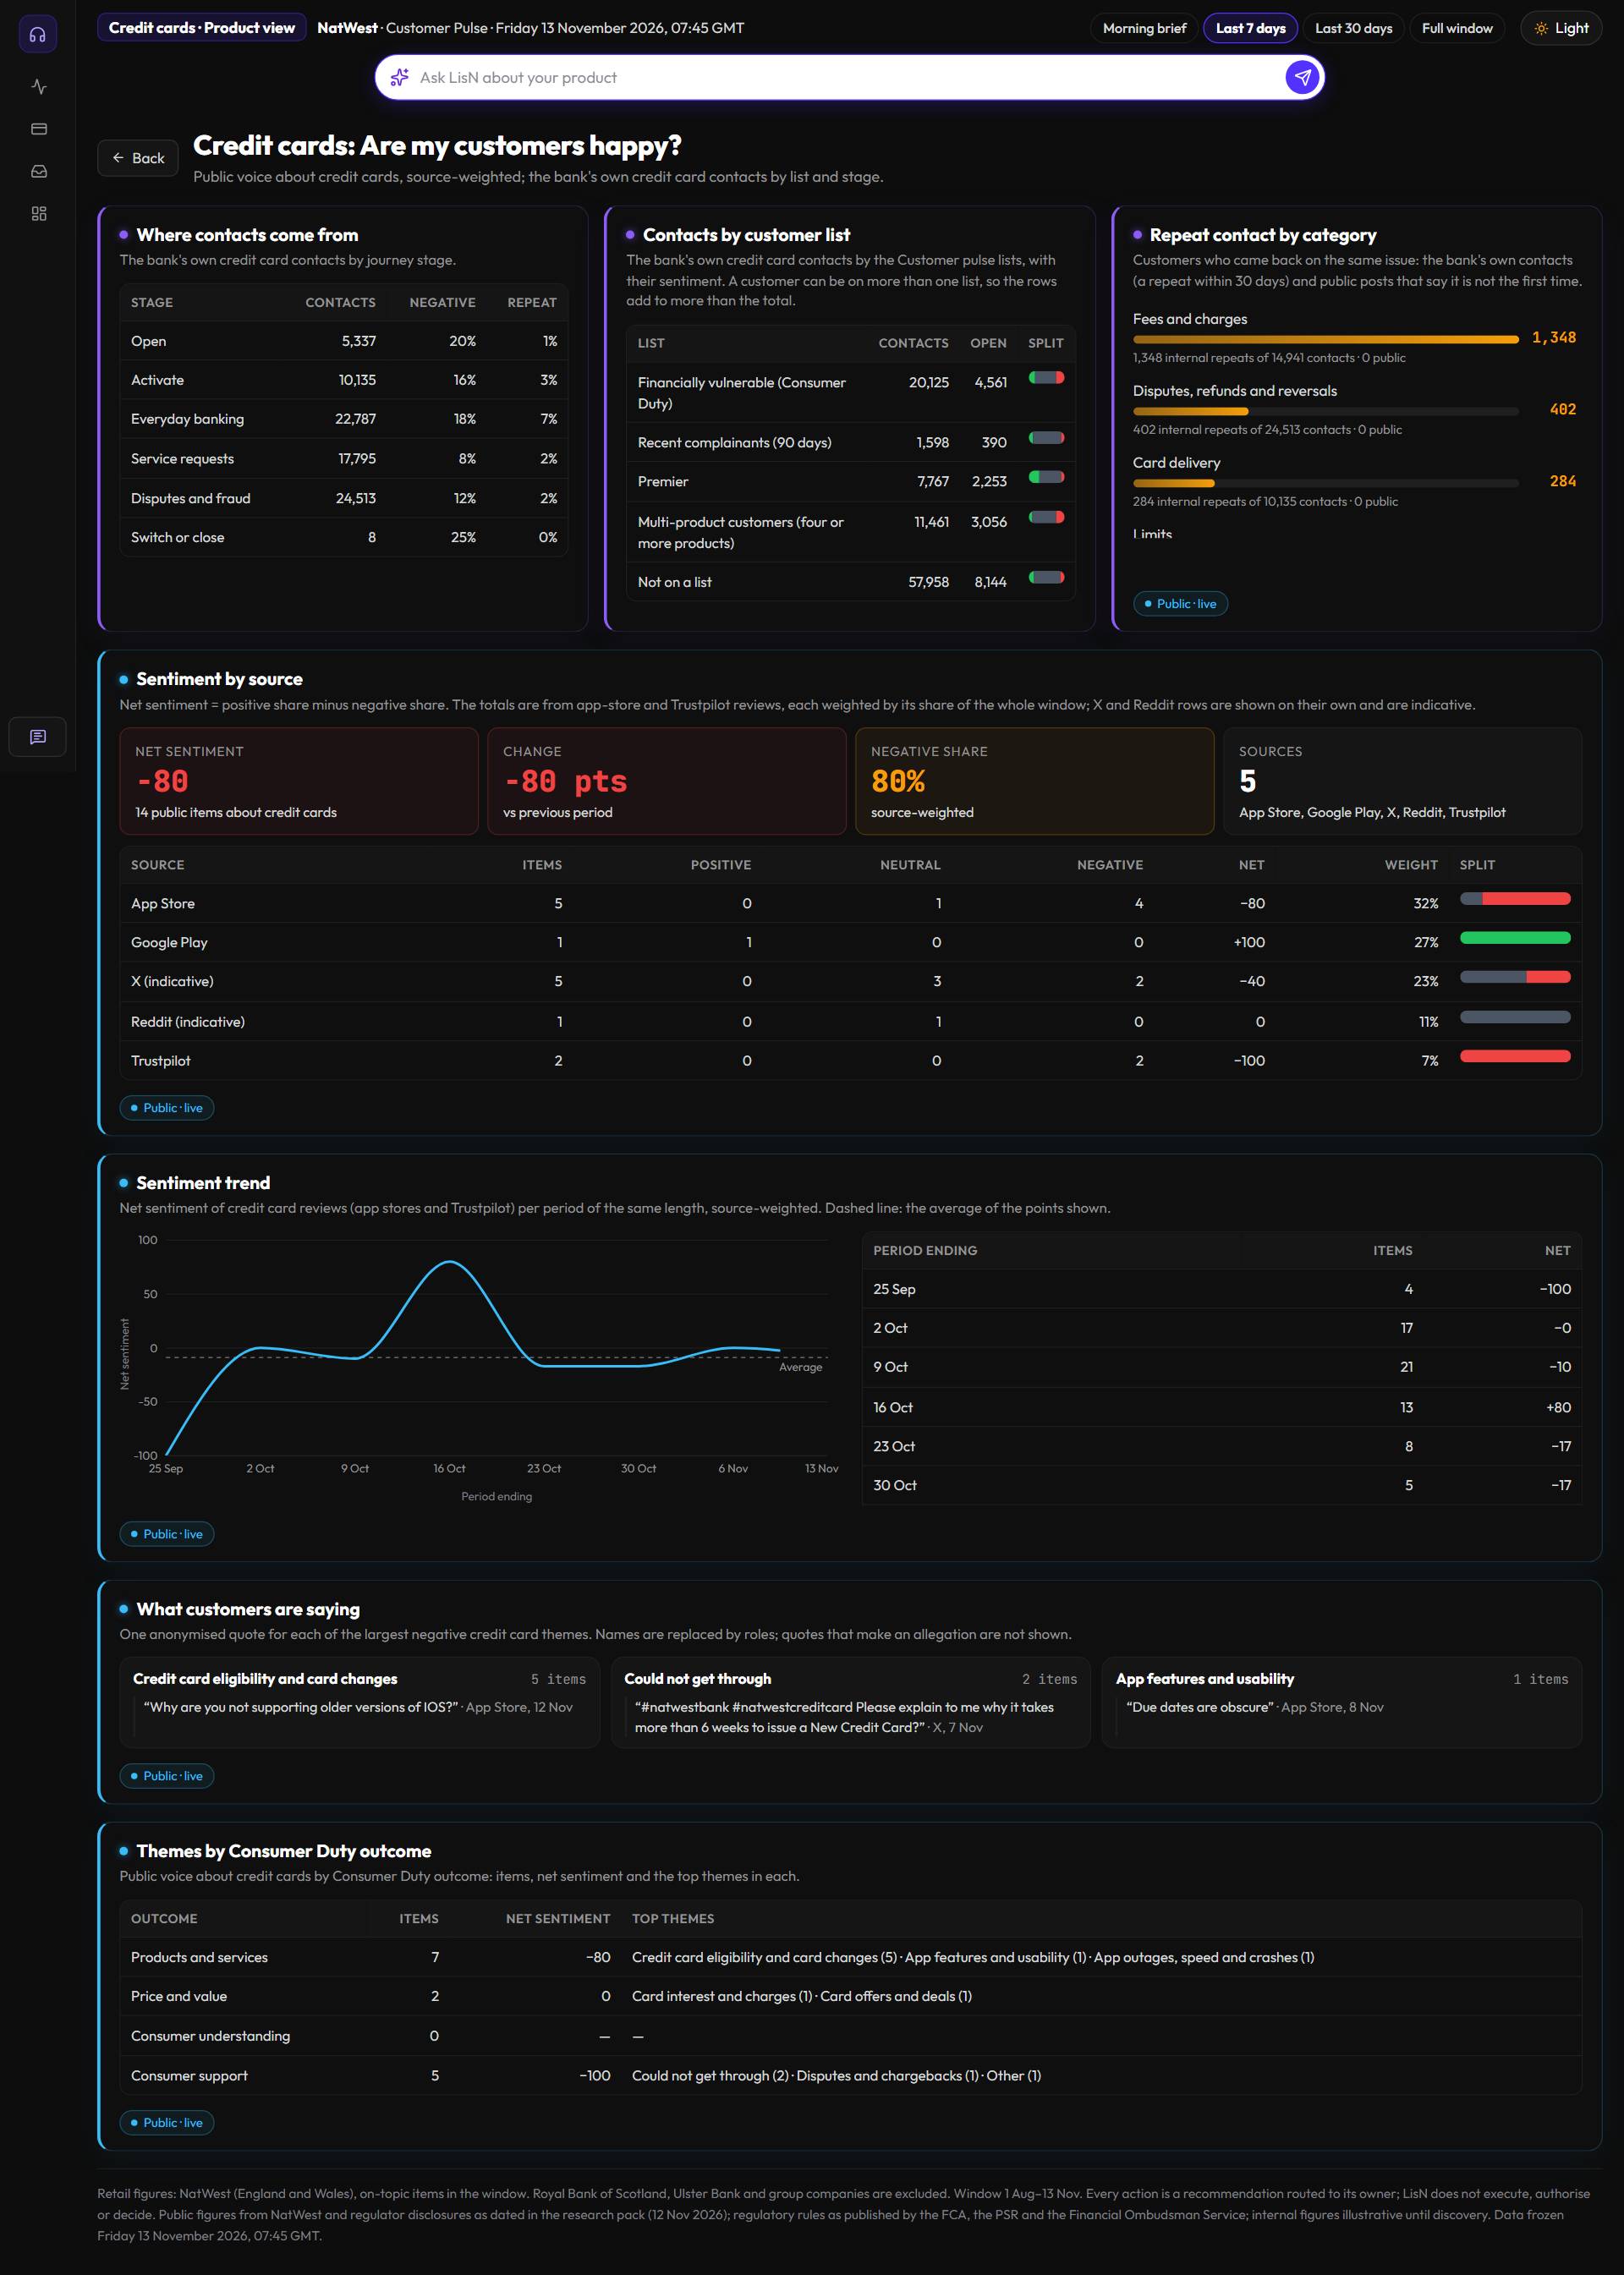 Credit cards · Product view
NatWest · Customer Pulse · Friday 13 November 2026, 07:45 GMT
Morning brief
Last 7 days
Last 30 days
Full window
Light
Ask LisN about your product
Back
Credit cards: Are my customers happy?
Public voice about credit cards, source-weighted; the bank's own credit card contacts by list and stage.
Where contacts come from
The bank's own credit card contacts by journey stage.
STAGE CONTACTS NEGATIVE REPEAT
Open 5,337 20% 1%
Activate 10,135 16% 3%
Everyday banking 22,787 18% 7%
Service requests 17,795 8% 2%
Disputes and fraud 24,513 12% 2%
Switch or close 8 25% 0%
Contacts by customer list
The bank's own credit card contacts by the Customer pulse lists, with
their sentiment. A customer can be on more than one list, so the rows
add to more than the total.
LIST CONTACTS OPEN SPLIT
Financially vulnerable (Consumer
Duty) 20,125 4,561
Recent complainants (90 days) 1,598 390
Premier 7,767 2,253
Multi-product customers (four or
more products) 11,461 3,056
Not on a list 57,958 8,144
Repeat contact by category
Customers who came back on the same issue: the bank's own contacts
(a repeat within 30 days) and public posts that say it is not the first time.
Fees and charges
1,348
1,348 internal repeats of 14,941 contacts · 0 public
Disputes, refunds and reversals
402
402 internal repeats of 24,513 contacts · 0 public
Card delivery
284
284 internal repeats of 10,135 contacts · 0 public
Limits
Public · live
Sentiment by source
Net sentiment = positive share minus negative share. The totals are from app-store and Trustpilot reviews, each weighted by its share of the whole window; X and Reddit rows are shown on their own and are indicative.
NET SENTIMENT
-80
14 public items about credit cards
CHANGE
-80 pts
vs previous period
NEGATIVE SHARE
80%
source-weighted
SOURCES
5
App Store, Google Play, X, Reddit, Trustpilot
SOURCE ITEMS POSITIVE NEUTRAL NEGATIVE NET WEIGHT SPLIT
App Store 5 0 1 4 −80 32%
Google Play 1 1 0 0 +100 27%
X (indicative) 5 0 3 2 −40 23%
Reddit (indicative) 1 0 1 0 0 11%
Trustpilot 2 0 0 2 −100 7%
Public · live
Sentiment trend
Net sentiment of credit card reviews (app stores and Trustpilot) per period of the same length, source-weighted. Dashed line: the average of the points shown.
100
50
0
-50
-100
Net sentiment
Average
25 Sep 2 Oct 9 Oct 16 Oct 23 Oct 30 Oct 6 Nov 13 Nov
Period ending
PERIOD ENDING ITEMS NET
25 Sep 4 −100
2 Oct 17 −0
9 Oct 21 −10
16 Oct 13 +80
23 Oct 8 −17
30 Oct 5 −17
Public · live
What customers are saying
One anonymised quote for each of the largest negative credit card themes. Names are replaced by roles; quotes that make an allegation are not shown.
Credit card eligibility and card changes 5 items
“Why are you not supporting older versions of IOS?” · App Store, 12 Nov
Could not get through 2 items
“#natwestbank #natwestcreditcard Please explain to me why it takes
more than 6 weeks to issue a New Credit Card?” · X, 7 Nov
App features and usability 1 items
“Due dates are obscure” · App Store, 8 Nov
Public · live
Themes by Consumer Duty outcome
Public voice about credit cards by Consumer Duty outcome: items, net sentiment and the top themes in each.
OUTCOME ITEMS NET SENTIMENT TOP THEMES
Products and services 7 −80 Credit card eligibility and card changes (5) · App features and usability (1) · App outages, speed and crashes (1)
Price and value 2 0 Card interest and charges (1) · Card offers and deals (1)
Consumer understanding 0 — —
Consumer support 5 −100 Could not get through (2) · Disputes and chargebacks (1) · Other (1)
Public · live
Retail figures: NatWest (England and Wales), on-topic items in the window. Royal Bank of Scotland, Ulster Bank and group companies are excluded. Window 1 Aug–13 Nov. Every action is a recommendation routed to its owner; LisN does not execute, authorise
or decide. Public figures from NatWest and regulator disclosures as dated in the research pack (12 Nov 2026); regulatory rules as published by the FCA, the PSR and the Financial Ombudsman Service; internal figures illustrative until discovery. Data frozen
Friday 13 November 2026, 07:45 GMT.